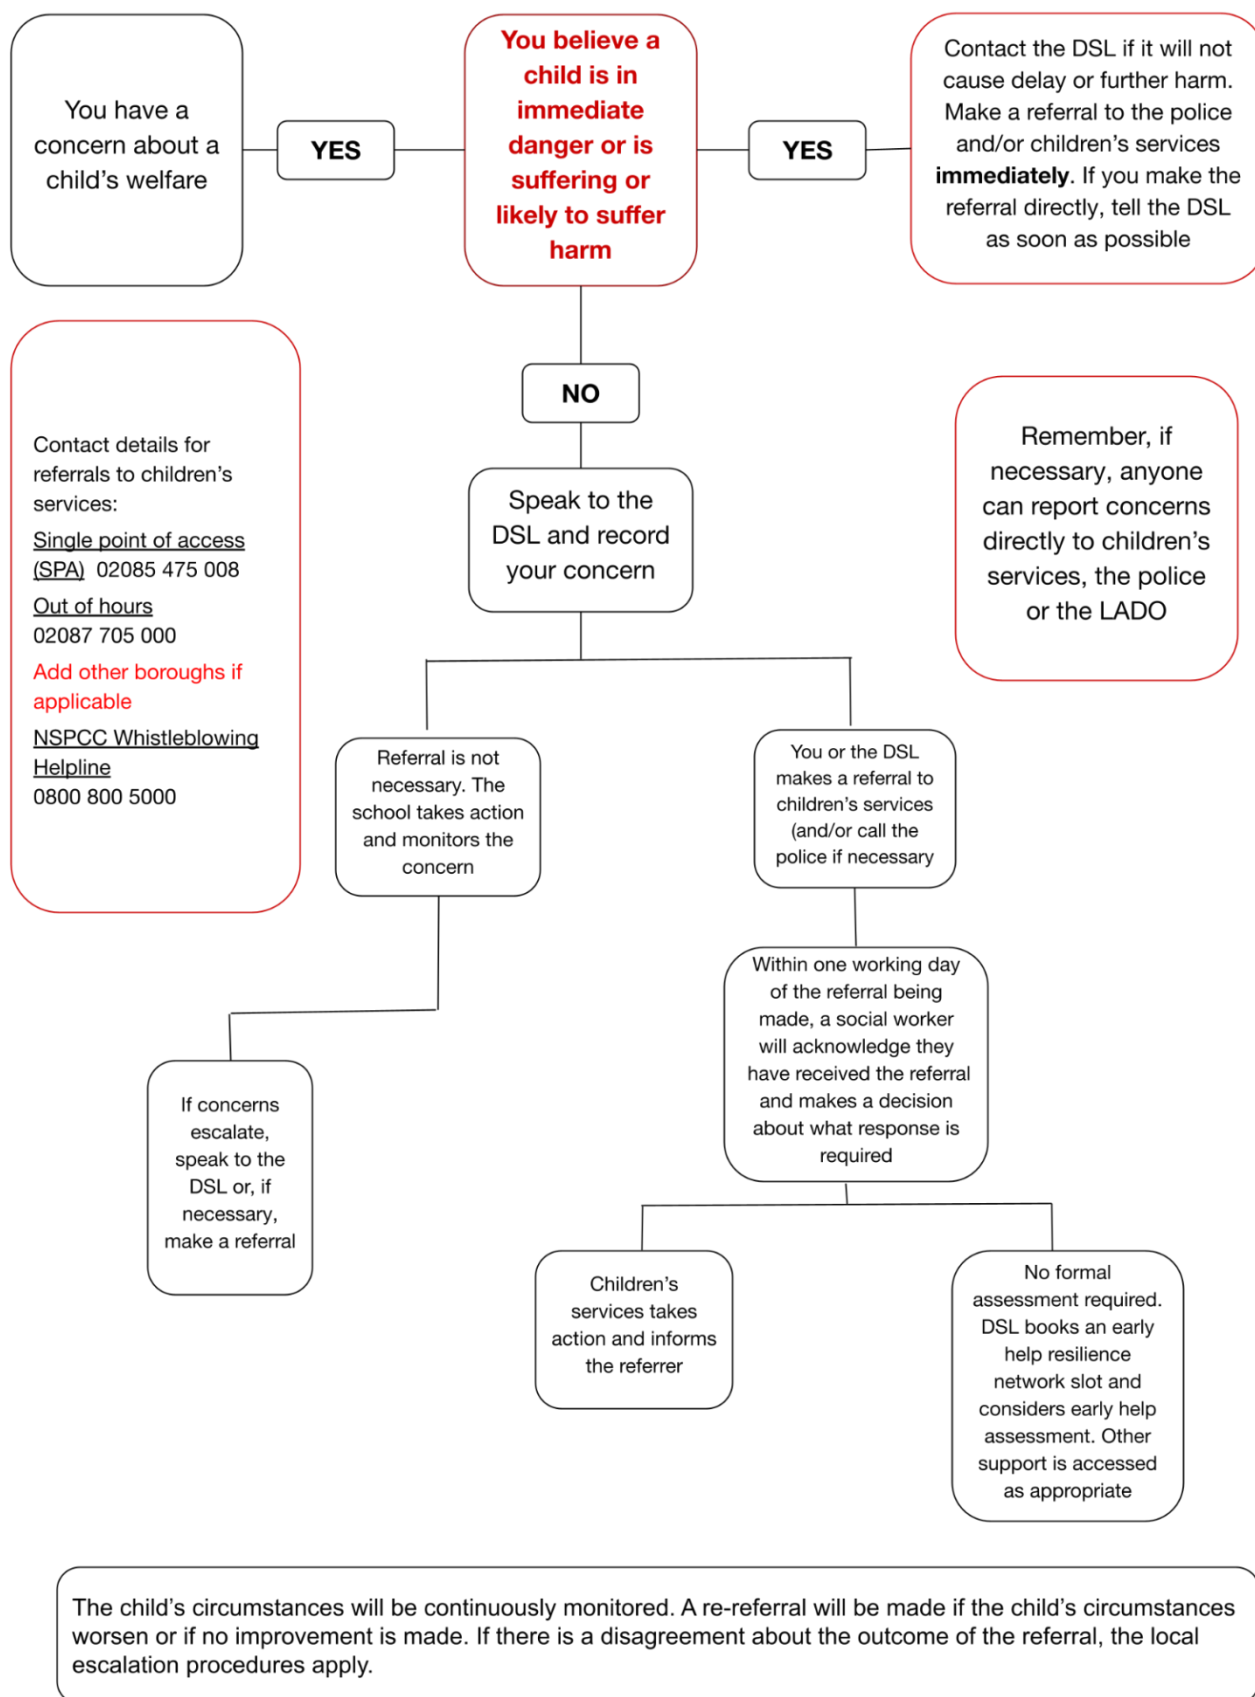 You have a
concern about a
child's welfare
YES
You believe a
child is in
immediate
danger or is
suffering or
likely to suffer
harm
YES
Contact the DSL if it will not
cause delay or further harm.
Make a referral to the police
and/or children's services
immediately. If you make the
referral directly, tell the DSL
as soon as possible
NO
Contact details for
referrals to children's
services:
Single point of access
(SPA) 02085 475 008
Out of hours
02087 705 000
Add other boroughs if
applicable
NSPCC Whistleblowing
Helpline
0800 800 5000
Speak to the
DSL and record
your concern
Remember, if
necessary, anyone
can report concerns
directly to children's
services, the police
or the LADO
Referral is not
necessary. The
school takes action
and monitors the
concern
You or the DSL
makes a referral to
children's services
(and/or call the
police if necessary
Within one working day
of the referral being
made, a social worker
will acknowledge they
have received the referral
and makes a decision
about what response is
required
If concerns
escalate,
speak to the
DSL or, if
necessary,
make a referral
Children's
services takes
action and informs
the referrer
No formal
assessment required.
DSL books an early
help resilience
network slot and
considers early help
assessment. Other
support is accessed
as appropriate
The child's circumstances will be continuously monitored. A re-referral will be made if the child's circumstances
worsen or if no improvement is made. If there is a disagreement about the outcome of the referral, the local
escalation procedures apply.